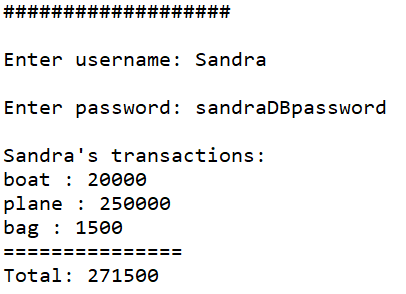 ###################
Enter username: Sandra
Enter password: sandraDBpassword
Sandra's transactions:
boat : 20000
plane : 250000
bag : 1500
===============
Total: 271500